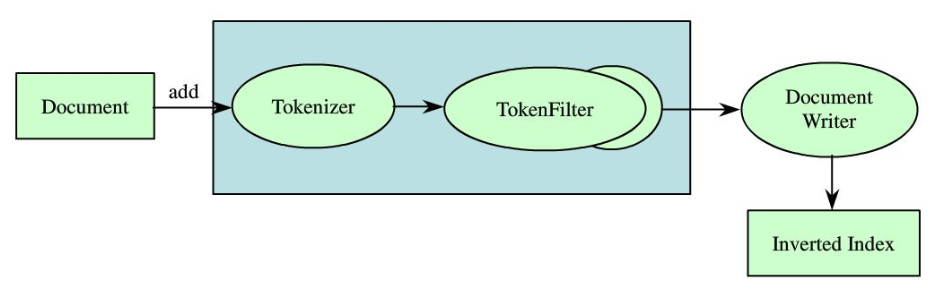 add
Document
Tokenizer
TokenFilter
Document
Writer
Inverted Index